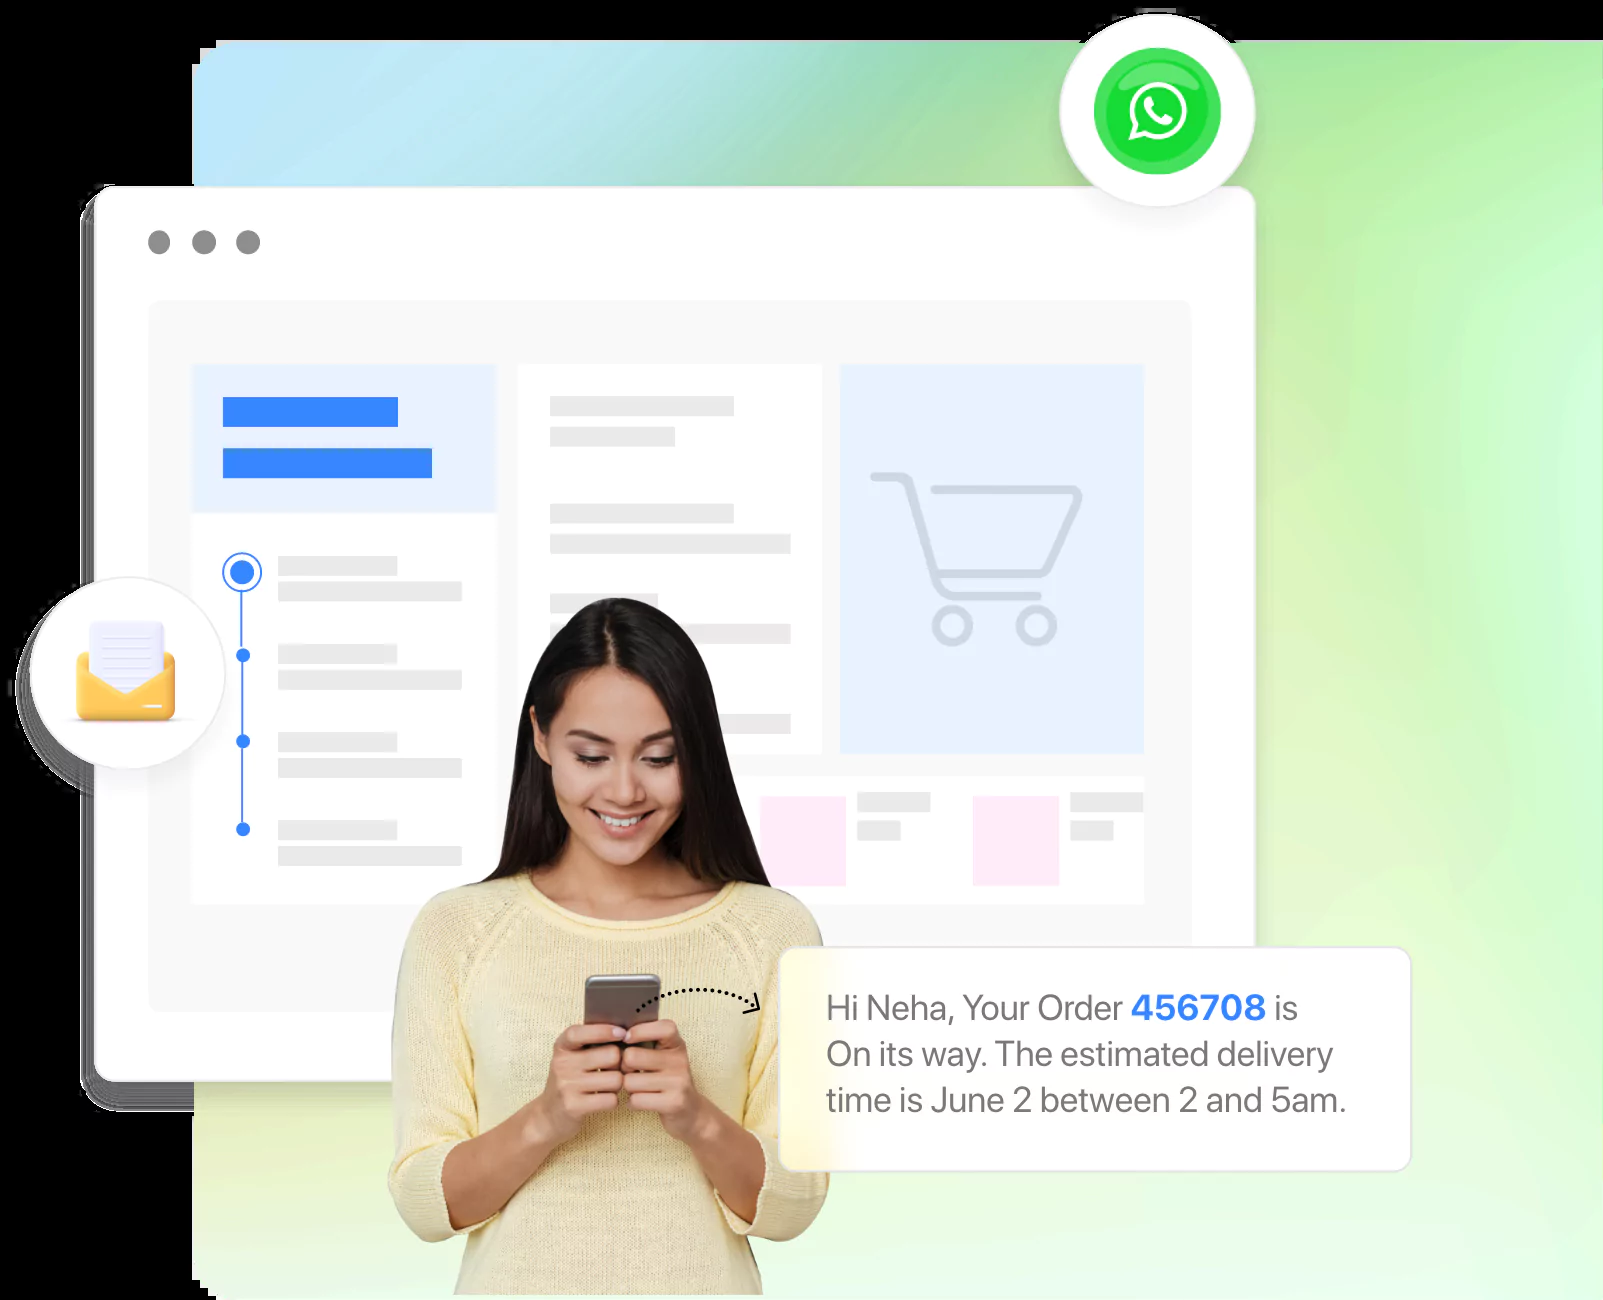 Hi Neha, Your Order 456708 is
On its way. The estimated delivery
time is June 2 between 2 and 5am.